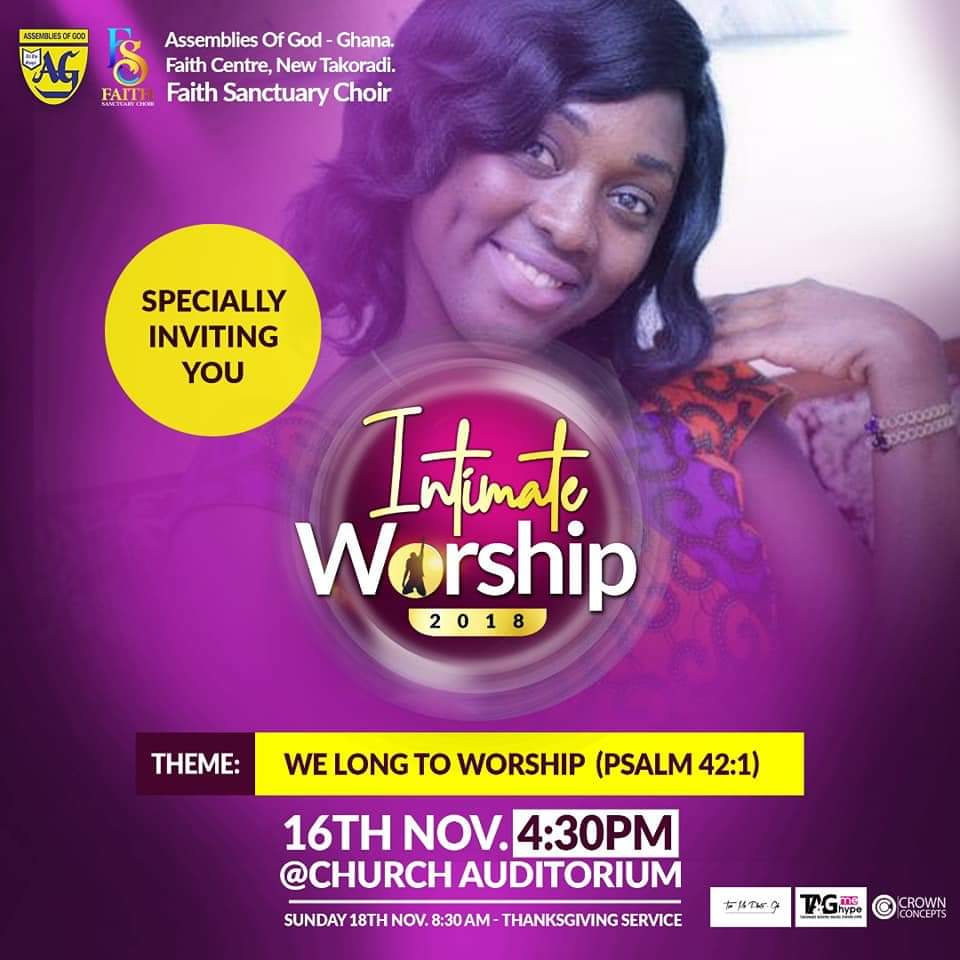 ASSEMBLIES OF GOD
AG
FS
FAITH
SANCTUARY CHOIR
Assemblies Of God - Ghana.
Faith Centre, New Takoradi.
Faith Sanctuary Choir
SPECIALLY
INVITING
YOU
Intimate
Worship
2018
THEME: WE LONG TO WORSHIP (PSALM 42:1)
16TH NOV. 4:30PM
@CHURCH AUDITORIUM
SUNDAY 18TH NOV. 8:30 AM - THANKSGIVING SERVICE
TAG me
hype
CROWN
CONCEPTS